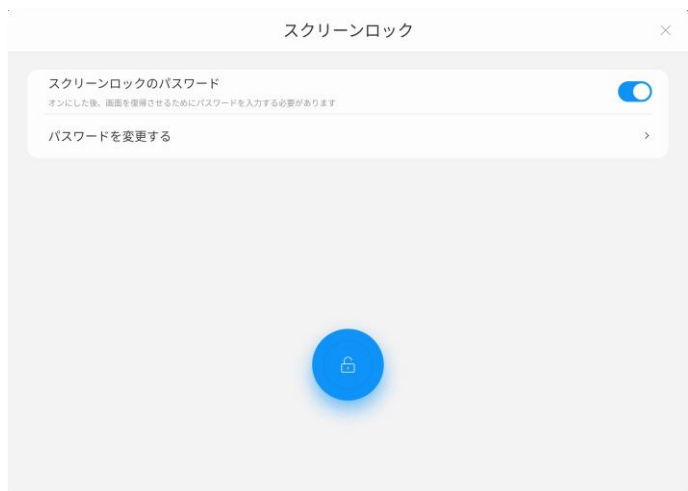 スクリーンロック
スクリーンロックのパスワード
オンにした後、画面を復帰させるためにパスワードを入力する必要があります
パスワードを変更する